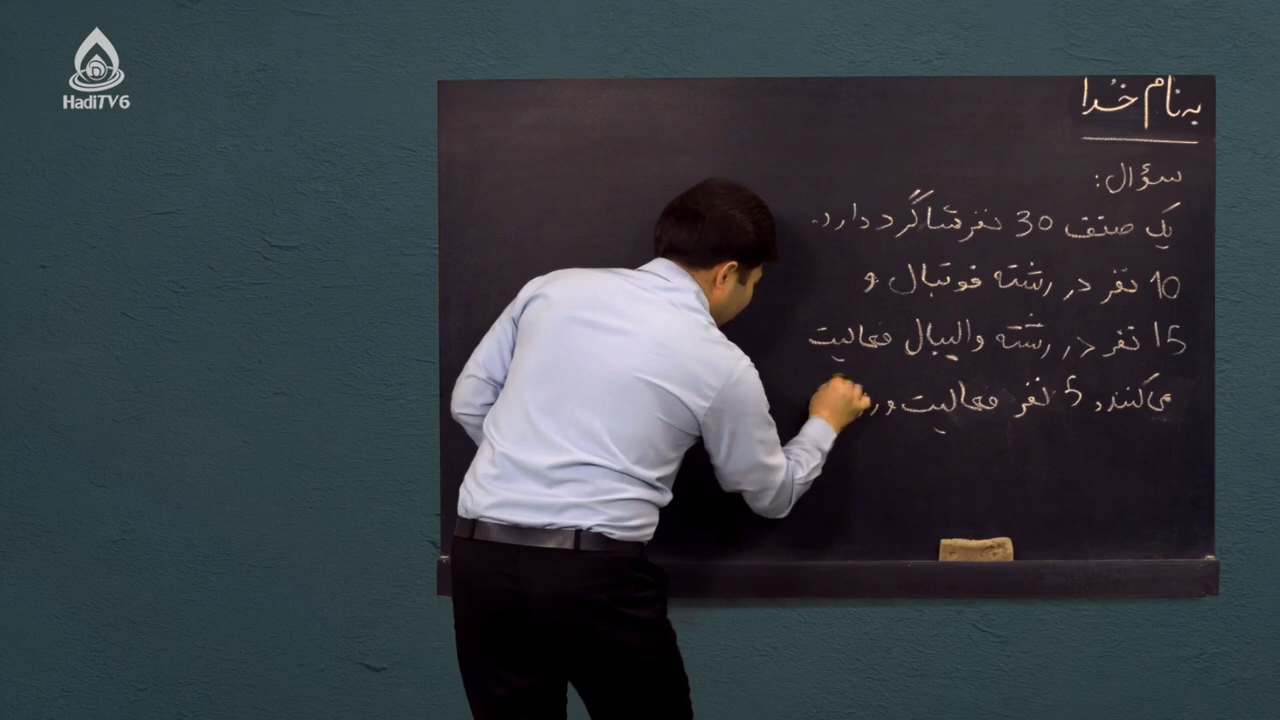 HadiTV6
به نام خدا
سؤال:
یک صنف 30 نفر شاگرد دارد.
10 نفر در رشته فوتبال و
15 نفر در رشته والیبال فعالیت
می‌کنند، 5 نفر فعالیت ور